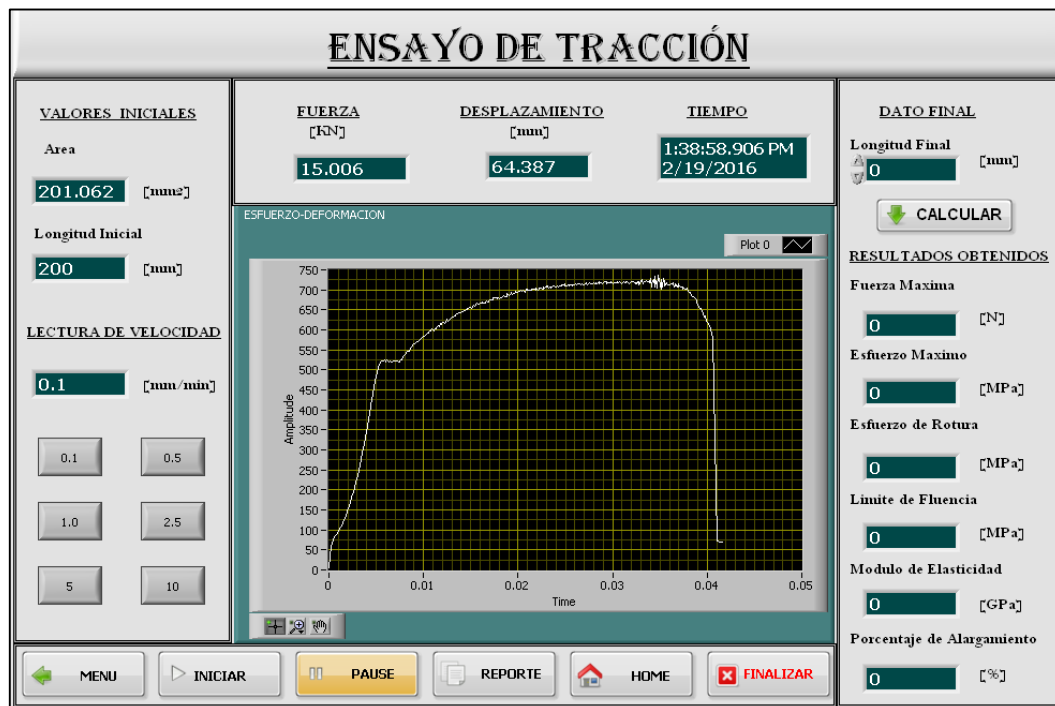 ENSAYO DE TRACCIÓN
VALORES INICIALES
Area
201.062 [mm2]
Longitud Inicial
200 [mm]
LECTURA DE VELOCIDAD
0.1 [mm/min]
0.1 0.5
1.0 2.5
5 10
FUERZA
[KN]
15.006
DESPLAZAMIENTO
[mm]
64.387
TIEMPO
1:38:58.906 PM
2/19/2016
ESFUERZO-DEFORMACION
Plot 0
Amplitude
750
700
650
600
550
500
450
400
350
300
250
200
150
100
50
0
0 0.01 0.02 0.03 0.04 0.05
Time
DATO FINAL
Longitud Final
0 [mm]
CALCULAR
RESULTADOS OBTENIDOS
Fuerza Maxima
0 [N]
Esfuerzo Maximo
0 [MPa]
Esfuerzo de Rotura
0 [MPa]
Limite de Fluencia
0 [MPa]
Modulo de Elasticidad
0 [GPa]
Porcentaje de Alargamiento
0 [%]
MENU INICIAR PAUSE REPORTE HOME FINALIZAR